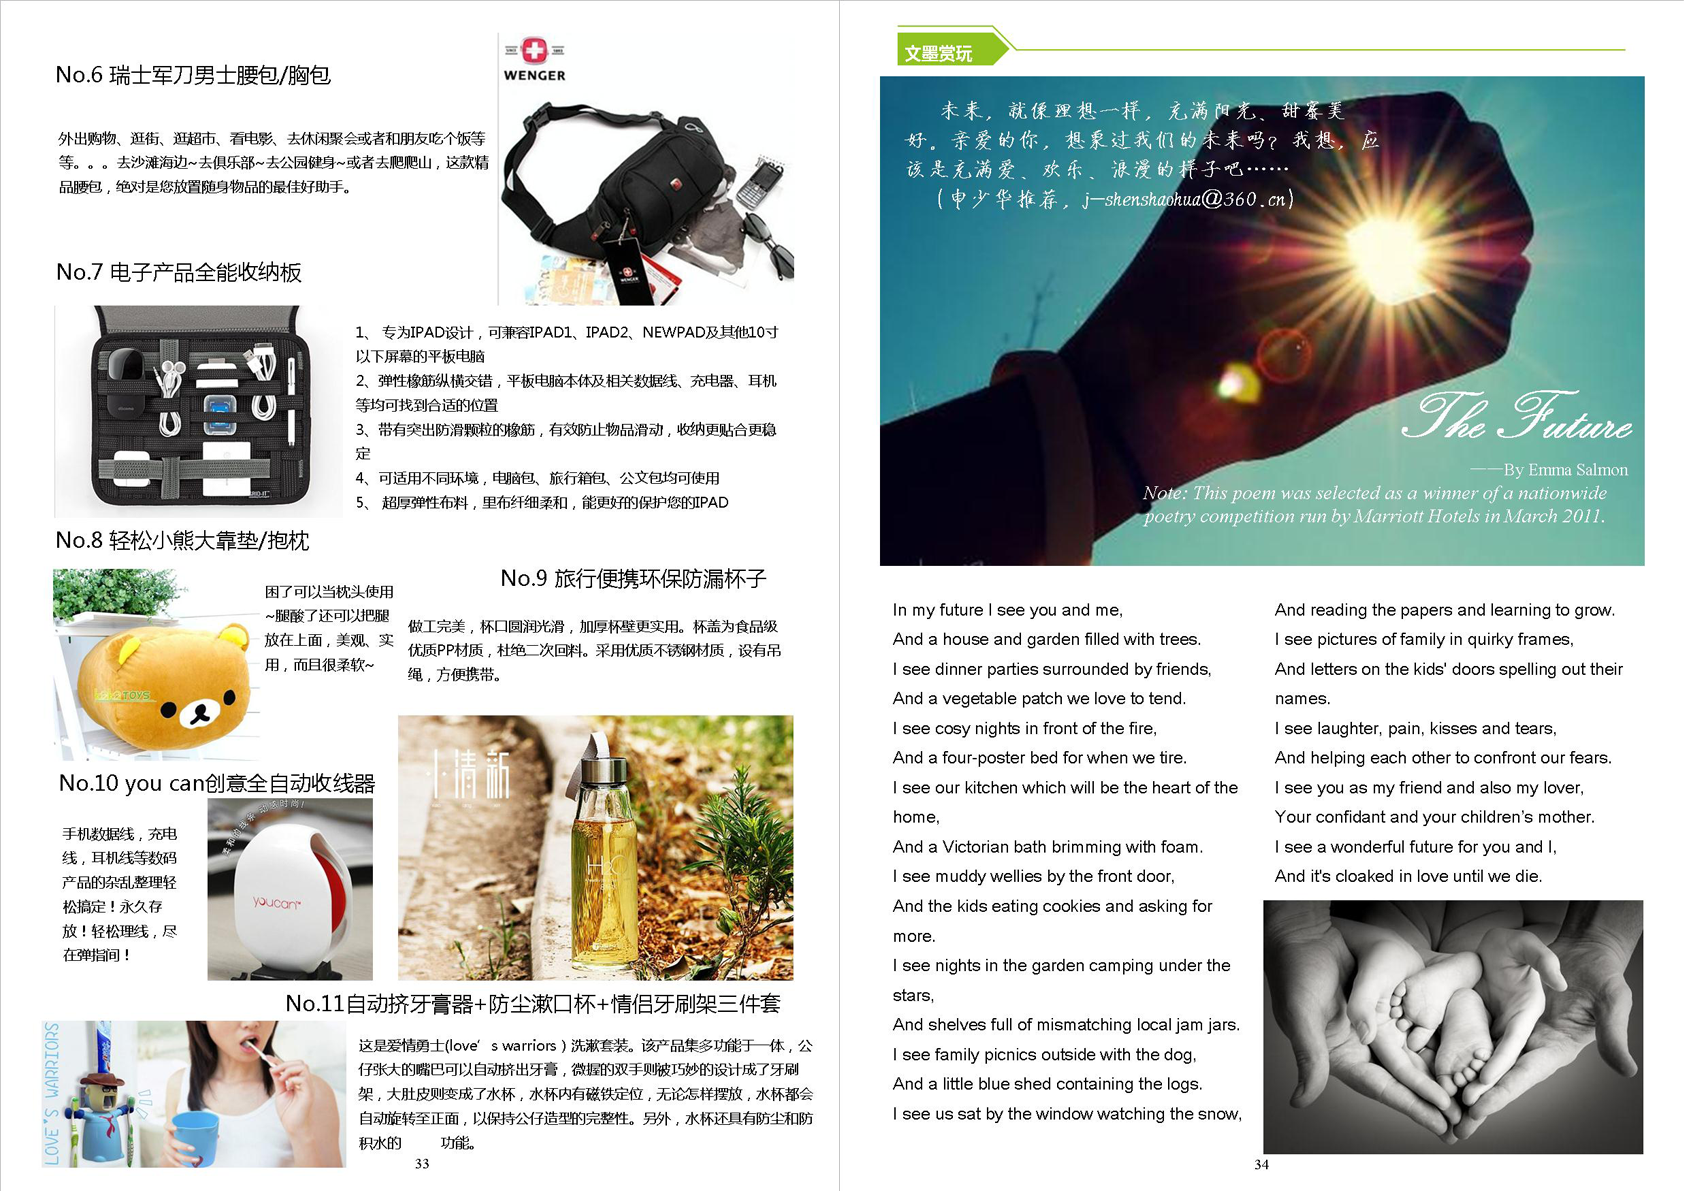 No.6 瑞士军刀男士腰包/胸包
SINCE 1893
WENGER
外出购物、逛街、逛超市、看电影、去休闲聚会或者和朋友吃个饭等
等。。。去沙滩海边~去俱乐部~去公园健身~或者去爬爬山，这款精
品腰包，绝对是您放置随身物品的最佳好助手。
WENGER
No.7 电子产品全能收纳板
GRID-IT
1、 专为IPAD设计，可兼容IPAD1、IPAD2、NEWPAD及其他10寸
以下屏幕的平板电脑
2、弹性橡筋纵横交错，平板电脑本体及相关数据线、充电器、耳机
等均可找到合适的位置
3、带有突出防滑颗粒的橡筋，有效防止物品滑动，收纳更贴合更稳
定
4、可适用不同环境，电脑包、旅行箱包、公文包均可使用
5、 超厚弹性布料，里布纤细柔和，能更好的保护您的IPAD
No.8 轻松小熊大靠垫/抱枕
TOYS
困了可以当枕头使用
~腿酸了还可以把腿
放在上面，美观、实
用，而且很柔软~
No.9 旅行便携环保防漏杯子
做工完美，杯口圆润光滑，加厚杯壁更实用。杯盖为食品级
优质PP材质，杜绝二次回料。采用优质不锈钢材质，设有吊
绳，方便携带。
小清新
No.10 you can创意全自动收线器
手机数据线，充电
线，耳机线等数码
产品的杂乱整理轻
松搞定！永久存
放！轻松理线，尽
在弹指间！
youcan
No.11自动挤牙膏器+防尘漱口杯+情侣牙刷架三件套
LOVE'S WARRIORS
这是爱情勇士(love’s warriors ) 洗漱套装。该产品集多功能于一体，公
仔张大的嘴巴可以自动挤出牙膏，微握的双手则被巧妙的设计成了牙刷
架，大肚皮则变成了水杯，水杯内有磁铁定位，无论怎样摆放，水杯都会
自动旋转至正面，以保持公仔造型的完整性。另外，水杯还具有防尘和防
积水的 功能。
33
文墨赏玩
未来，就像理想一样，充满阳光、甜蜜美
好。亲爱的你，想象过我们的未来吗？我想，应
该是充满爱、欢乐、浪漫的样子吧……
（申少华推荐，j-shenshaohua@360.cn）
The Future
——By Emma Salmon
Note: This poem was selected as a winner of a nationwide
poetry competition run by Marriott Hotels in March 2011.
In my future I see you and me,
And a house and garden filled with trees.
I see dinner parties surrounded by friends,
And a vegetable patch we love to tend.
I see cosy nights in front of the fire,
And a four-poster bed for when we tire.
I see our kitchen which will be the heart of the
home,
And a Victorian bath brimming with foam.
I see muddy wellies by the front door,
And the kids eating cookies and asking for
more.
I see nights in the garden camping under the
stars,
And shelves full of mismatching local jam jars.
I see family picnics outside with the dog,
And a little blue shed containing the logs.
I see us sat by the window watching the snow,
And reading the papers and learning to grow.
I see pictures of family in quirky frames,
And letters on the kids' doors spelling out their
names.
I see laughter, pain, kisses and tears,
And helping each other to confront our fears.
I see you as my friend and also my lover,
Your confidant and your children’s mother.
I see a wonderful future for you and I,
And it's cloaked in love until we die.
34